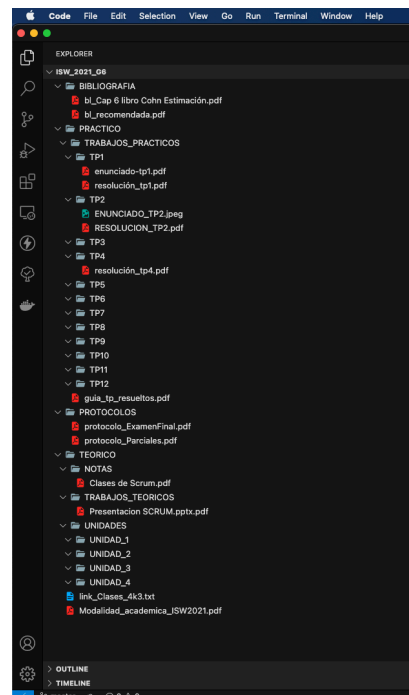 Code File Edit Selection View Go Run Terminal Window Help
EXPLORER
ISW_2021_G6
BIBLIOGRAFIA
bl_Cap 6 libro Cohn Estimación.pdf
bl_recomendada.pdf
PRACTICO
TRABAJOS_PRACTICOS
TP1
enunciado-tp1.pdf
resolución_tp1.pdf
TP2
ENUNCIADO_TP2.jpeg
RESOLUCION_TP2.pdf
TP3
TP4
resolución_tp4.pdf
TP5
TP6
TP7
TP8
TP9
TP10
TP11
TP12
guia_tp_resueltos.pdf
PROTOCOLOS
protocolo_ExamenFinal.pdf
protocolo_Parciales.pdf
TEORICO
NOTAS
Clases de Scrum.pdf
TRABAJOS_TEORICOS
Presentacion SCRUM.pptx.pdf
UNIDADES
UNIDAD_1
UNIDAD_2
UNIDAD_3
UNIDAD_4
link_Clases_4k3.txt
Modalidad_academica_ISW2021.pdf
OUTLINE
TIMELINE